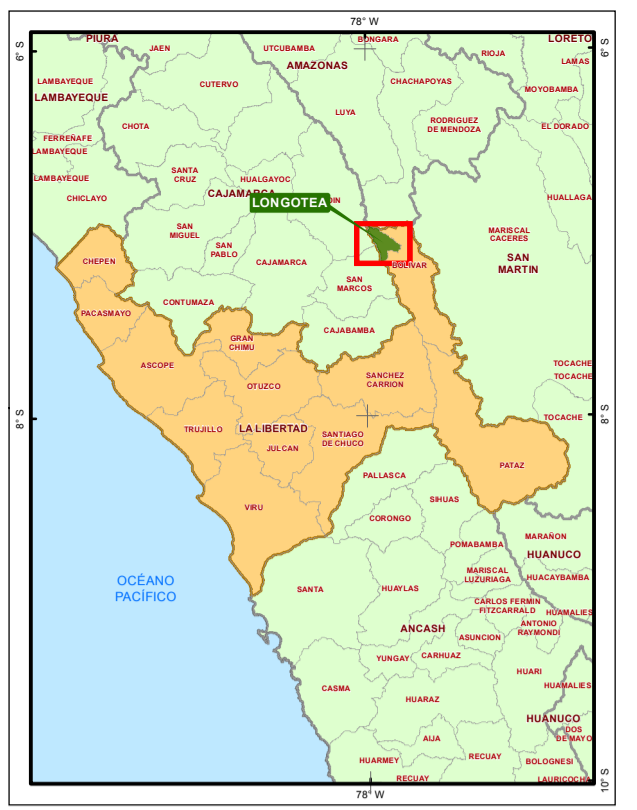 78° W
6° S
6° S
PIURA
JAEN
UTCUBAMBA
BONGARA
LORETO
RIOJA
LAMAS
AMAZONAS
LAMBAYEQUE
CUTERVO
CHACHAPOYAS
MOYOBAMBA
LAMBAYEQUE
LUYA
CHOTA
RODRIGUEZ
DE MENDOZA
EL DORADO
FERREÑAFE
LAMBAYEQUE
SANTA
CRUZ
HUALGAYOC
LAMBAYEQUE
CAJAMARCA
DIN
CHICLAYO
HUALLAGA
LONGOTEA
SAN
MIGUEL
SAN
PABLO
MARISCAL
CACERES
SAN
MARTIN
CHEPEN
CAJAMARCA
BOLIVAR
SAN
MARCOS
CONTUMAZA
PACASMAYO
CAJABAMBA
GRAN
CHIMU
ASCOPE
OTUZCO
SANCHEZ
CARRION
TOCACHE
TOCACHE
8° S
8° S
TOCACHE
TRUJILLO
LA LIBERTAD
SANTIAGO
DE CHUCO
JULCAN
PATAZ
PALLASCA
VIRU
SIHUAS
CORONGO
MARAÑON
POMABAMBA
HUANUCO
OCÉANO
PACÍFICO
SANTA
HUAYLAS
MARISCAL
LUZURIAGA
HUACAYBAMBA
CARLOS FERMIN
FITZCARRALD
HUAMALIES
ANCASH
ASUNCION
ANTONIO
RAYMONDI
YUNGAY
CARHUAZ
HUARI
CASMA
HUARAZ
HUAMALIES
HUANUCO
DOS
DE MAYO
AIJA
HUARMEY
RECUAY
BOLOGNESI
RECUAY
LAURICOCHA
10° S
78° W